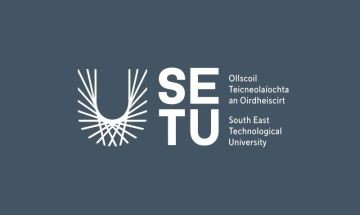 SE
TU
Ollscoil
Teicneolaíochta
an Oirdheiscirt
South East
Technological
University